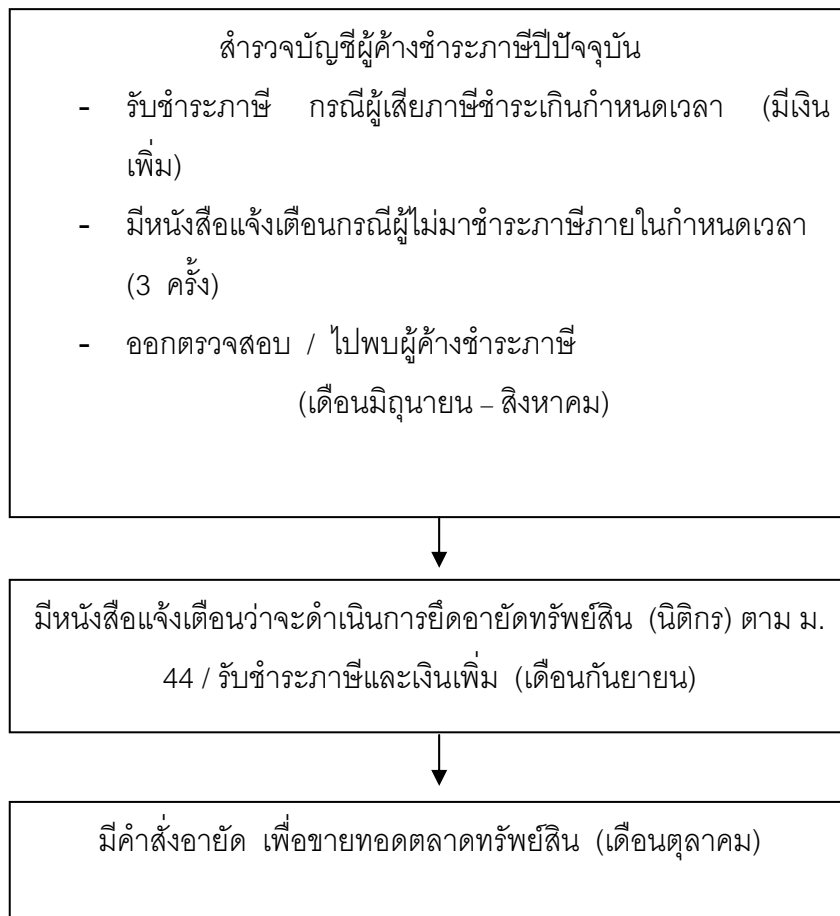 สำรวจบัญชีผู้ค้างชำระภาษีปีปัจจุบัน
- รับชำระภาษี กรณีผู้เสียภาษีชำระเกินกำหนดเวลา (มีเงิน
เพิ่ม)
- มีหนังสือแจ้งเตือนกรณีผู้ไม่มาชำระภาษีภายในกำหนดเวลา
(3 ครั้ง)
- ออกตรวจสอบ / ไปพบผู้ค้างชำระภาษี
(เดือนมิถุนายน – สิงหาคม)
มีหนังสือแจ้งเตือนว่าจะดำเนินการยึดอายัดทรัพย์สิน (นิติกร) ตาม ม.
44 / รับชำระภาษีและเงินเพิ่ม (เดือนกันยายน)
มีคำสั่งอายัด เพื่อขายทอดตลาดทรัพย์สิน (เดือนตุลาคม)